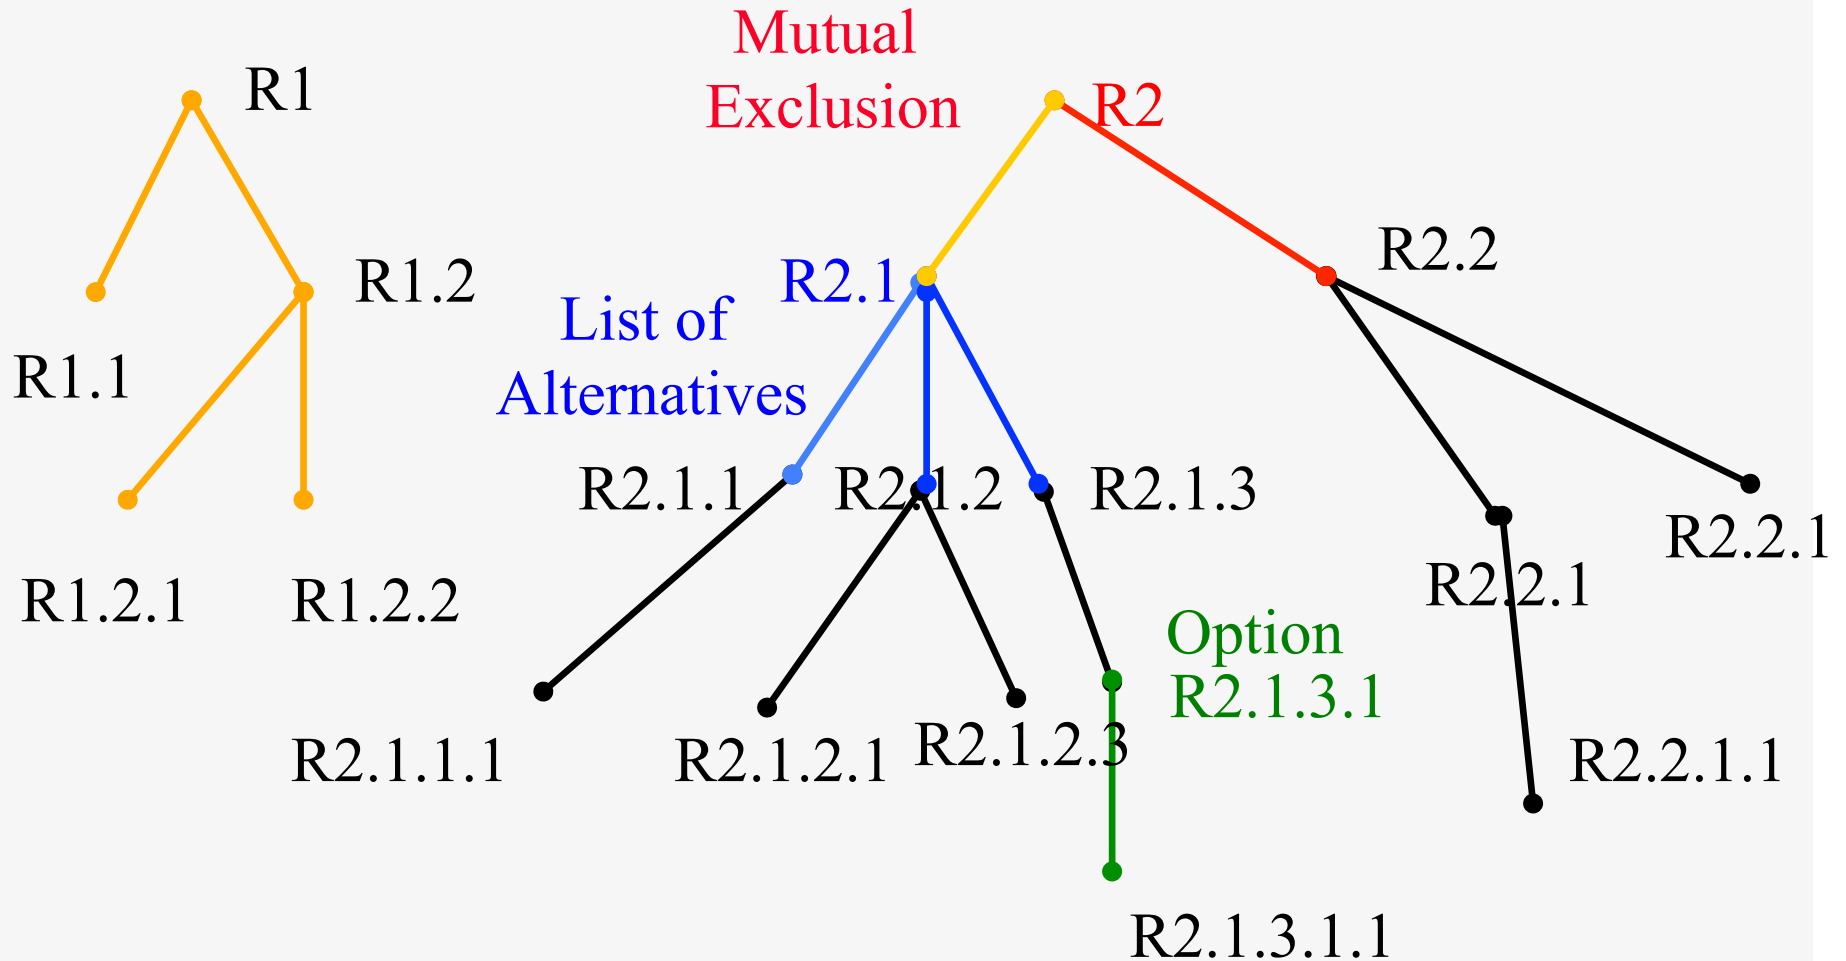 Mutual
Exclusion
R1
R2
R2.2
R1.2
R2.1
List of
Alternatives
R1.1
R2.1.1
R2.1.2
R2.1.3
R2.2.1
R2.2.1
R1.2.1
R1.2.2
Option
R2.1.3.1
R2.1.1.1
R2.1.2.1
R2.1.2.3
R2.2.1.1
R2.1.3.1.1